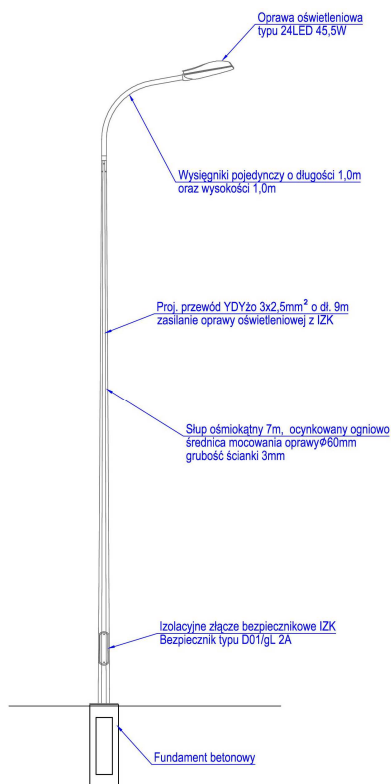 Oprawa oświetleniowa
typu 24LED 45,5W
Wysięgniki pojedynczy o długości 1,0m
oraz wysokości 1,0m
Proj. przewód YDYżo 3x2,5mm² o dł. 9m
zasilanie oprawy oświetleniowej z IZK
Słup ośmiokątny 7m, ocynkowany ogniowo
średnica mocowania oprawyØ60mm
grubość ścianki 3mm
Izolacyjne złącze bezpiecznikowe IZK
Bezpiecznik typu D01/gL 2A
Fundament betonowy